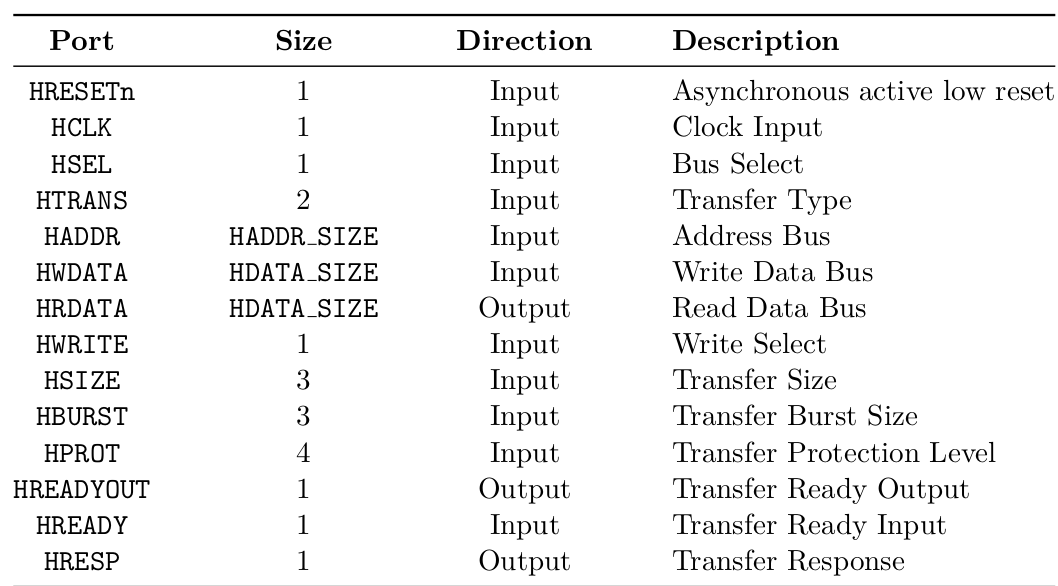 Port Size Direction Description
HRESETn 1 Input Asynchronous active low reset
HCLK 1 Input Clock Input
HSEL 1 Input Bus Select
HTRANS 2 Input Transfer Type
HADDR HADDR_SIZE Input Address Bus
HWDATA HDATA_SIZE Input Write Data Bus
HRDATA HDATA_SIZE Output Read Data Bus
HWRITE 1 Input Write Select
HSIZE 3 Input Transfer Size
HBURST 3 Input Transfer Burst Size
HPROT 4 Input Transfer Protection Level
HREADYOUT 1 Output Transfer Ready Output
HREADY 1 Input Transfer Ready Input
HRESP 1 Output Transfer Response